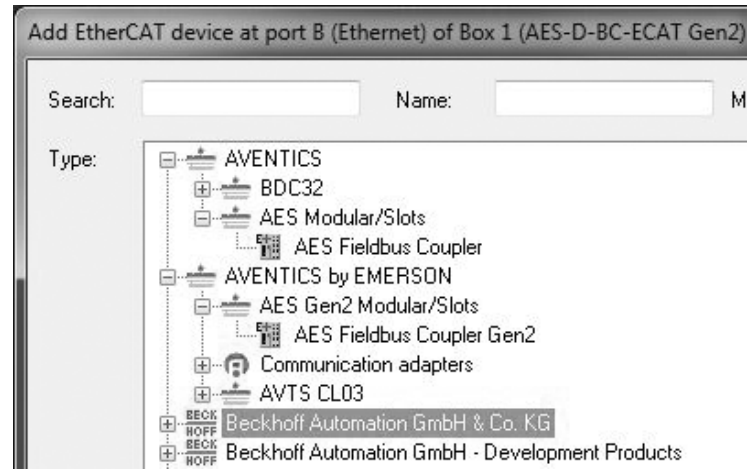 Add EtherCAT device at port B (Ethernet) of Box 1 (AES-D-BC-ECAT Gen2)
Search: Name: M
Type:
AVENTICS
BDC32
AES Modular/Slots
AES Fieldbus Coupler
AVENTICS by EMERSON
AES Gen2 Modular/Slots
AES Fieldbus Coupler Gen2
Communication adapters
AVTS CL03
BECK HOFF Beckhoff Automation GmbH & Co. KG
BECK HOFF Beckhoff Automation GmbH - Development Products